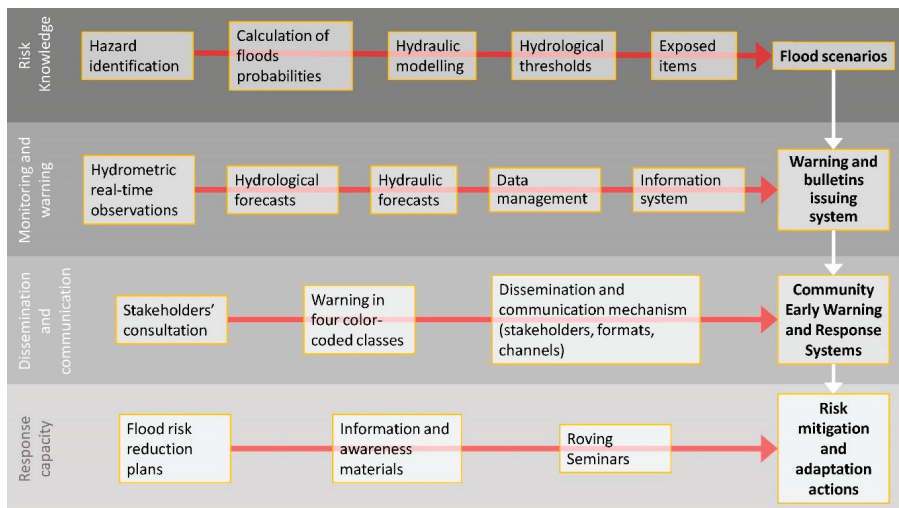 Risk
Knowledge
Hazard
identification
Calculation of
floods
probabilities
Hydraulic
modelling
Hydrological
thresholds
Exposed
items
Flood scenarios
Monitoring and
warning
Hydrometric
real-time
observations
Hydrological
forecasts
Hydraulic
forecasts
Data
management
Information
system
Warning and
bulletins
issuing
system
Dissemination
and
communication
Stakeholders’
consultation
Warning in
four color-
coded classes
Dissemination and
communication mechanism
(stakeholders, formats,
channels)
Community
Early Warning
and Response
Systems
Response
capacity
Flood risk
reduction
plans
Information and
awareness
materials
Roving
Seminars
Risk
mitigation
and
adaptation
actions